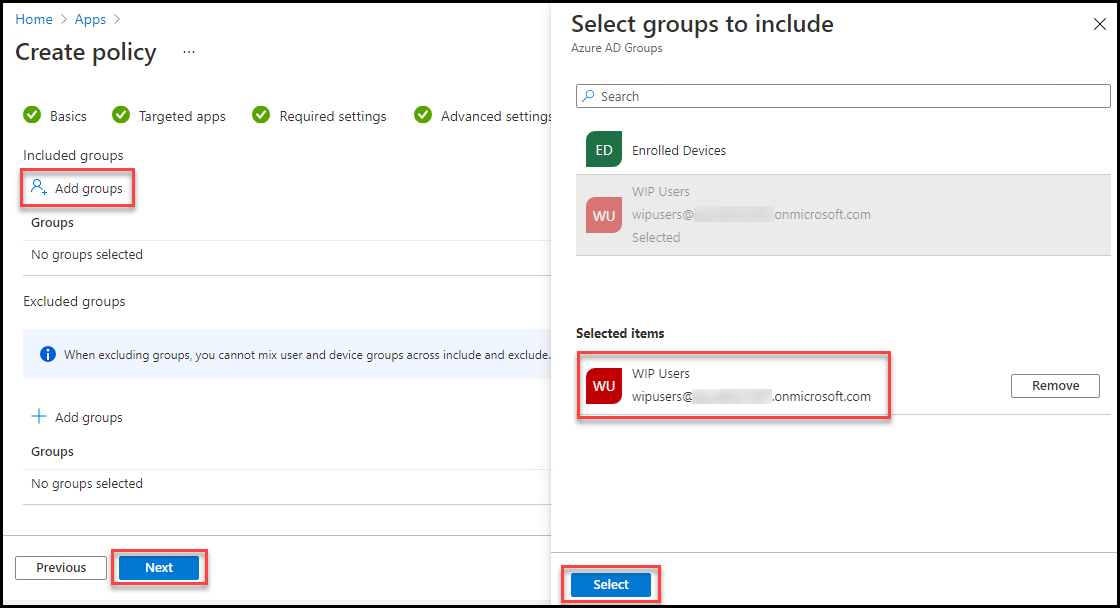 Home > Apps >
Create policy ...
Basics Targeted apps Required settings Advanced settings
Included groups
Add groups
Groups
No groups selected
Excluded groups
When excluding groups, you cannot mix user and device groups across include and exclude.
Add groups
Groups
No groups selected
Previous Next
Select groups to include
Azure AD Groups
Search
ED Enrolled Devices
WU
WIP Users
wipusers@ onmicrosoft.com
Selected
Selected items
WU
WIP Users
wipusers@ .onmicrosoft.com
Remove
Select